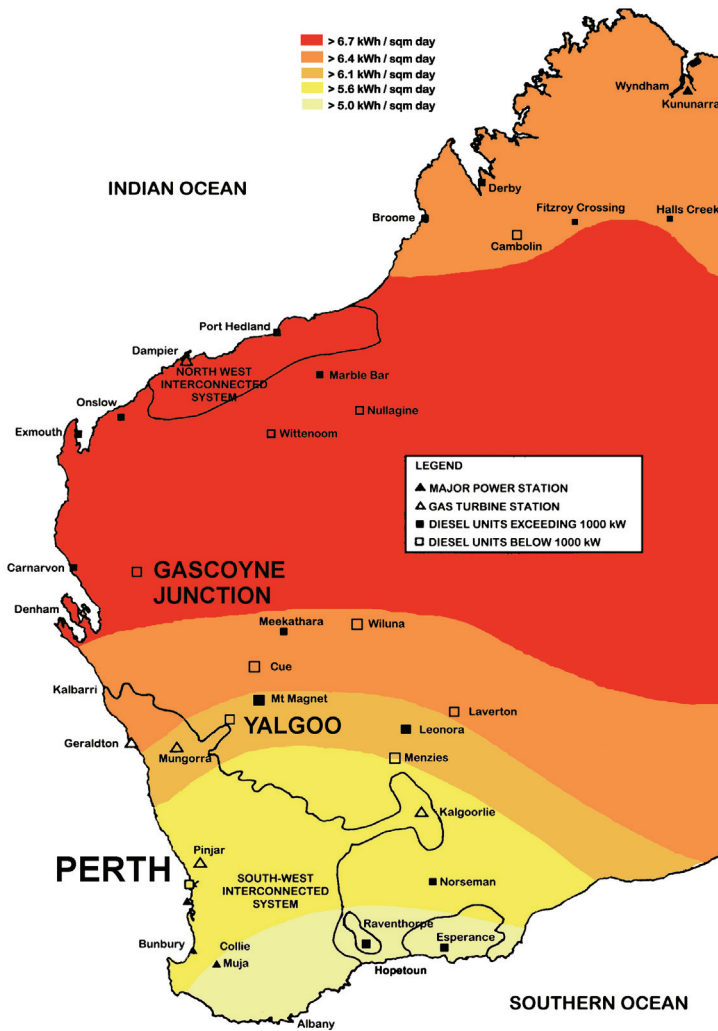 > 6.7 kWh / sqm day
> 6.4 kWh / sqm day
> 6.1 kWh / sqm day
> 5.6 kWh / sqm day
> 5.0 kWh / sqm day
Wyndham
Kununarra
INDIAN OCEAN
Derby
Broome
Fitzroy Crossing
Halls Creek
Cambolin
Port Hedland
Dampier
NORTH WEST
INTERCONNECTED
SYSTEM
Marble Bar
Onslow
Nullagine
Exmouth
Wittenoom
LEGEND
MAJOR POWER STATION
GAS TURBINE STATION
DIESEL UNITS EXCEEDING 1000 kW
DIESEL UNITS BELOW 1000 kW
Carnarvon
GASCOYNE
JUNCTION
Denham
Meekathara
Wiluna
Cue
Kalbarri
Mt Magnet
Laverton
YALGOO
Leonora
Geraldton
Mungorra
Menzies
Kalgoorlie
Pinjar
PERTH
SOUTH-WEST
INTERCONNECTED
SYSTEM
Norseman
Raventhorpe
Esperance
Bunbury
Collie
Muja
Hopetoun
Albany
SOUTHERN OCEAN